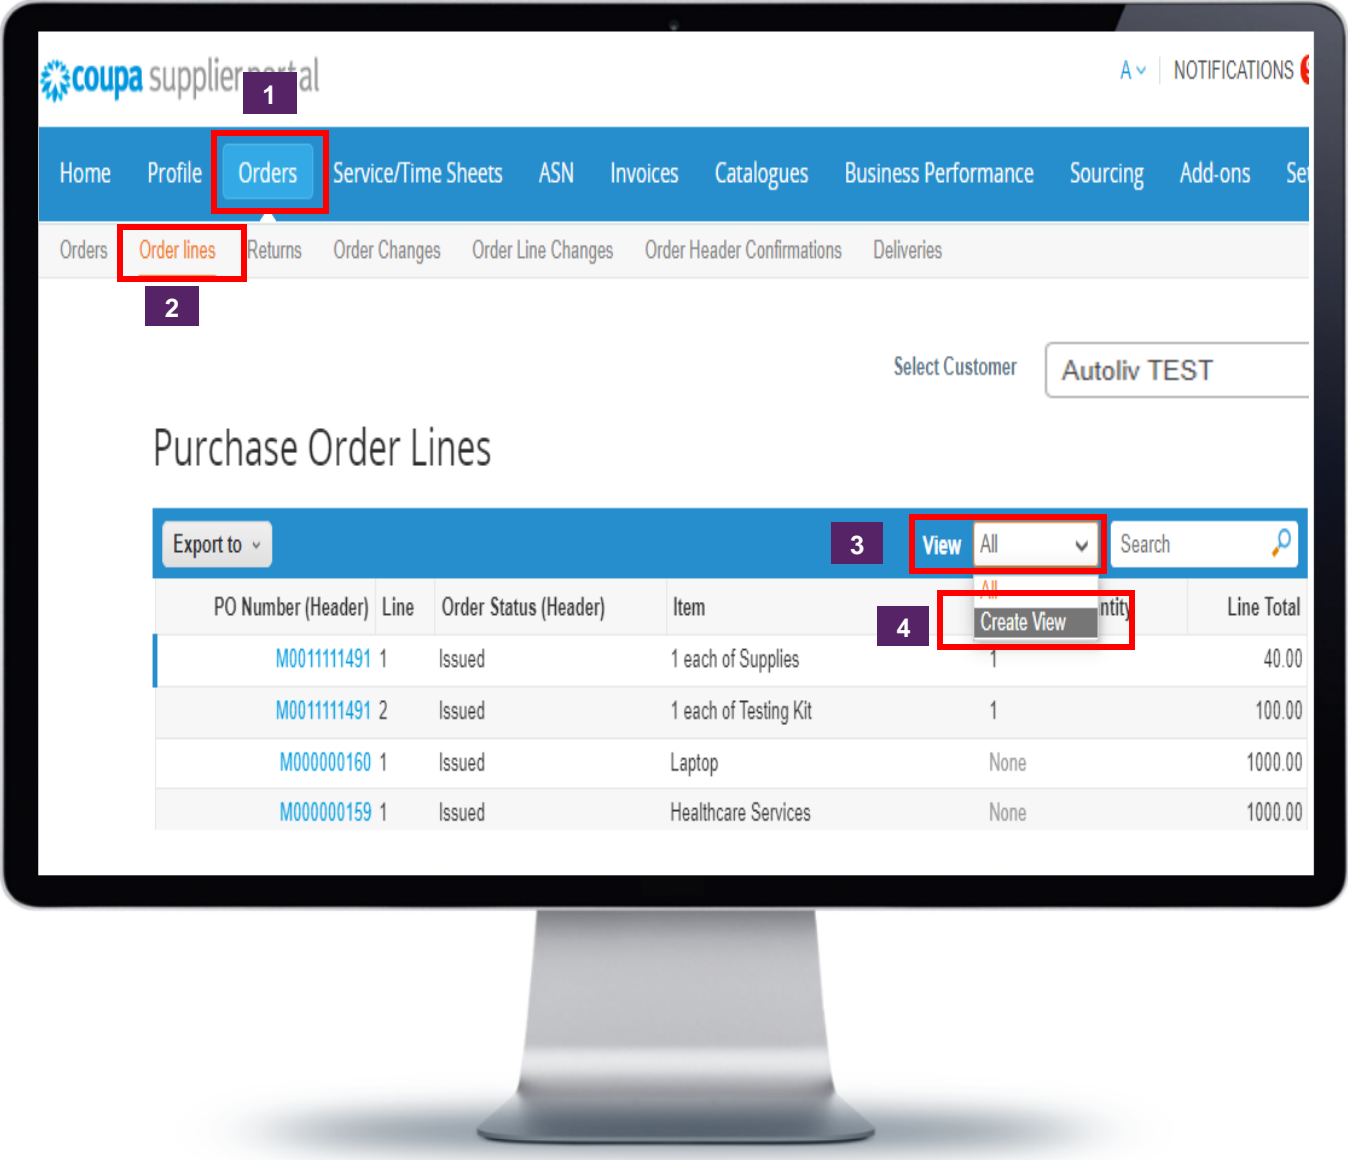 coupa supplier portal
A
NOTIFICATIONS
1
Home Profile Orders Service/Time Sheets ASN Invoices Catalogues Business Performance Sourcing Add-ons
Orders Order lines Returns Order Changes Order Line Changes Order Header Confirmations Deliveries
2
Select Customer Autoliv TEST
Purchase Order Lines
Export to 3 View All Search
All
4 Create View
PO Number (Header) Line Order Status (Header) Item ntity Line Total
M0011111491 1 Issued 1 each of Supplies 1 40.00
M0011111491 2 Issued 1 each of Testing Kit 1 100.00
M000000160 1 Issued Laptop None 1000.00
M000000159 1 Issued Healthcare Services None 1000.00